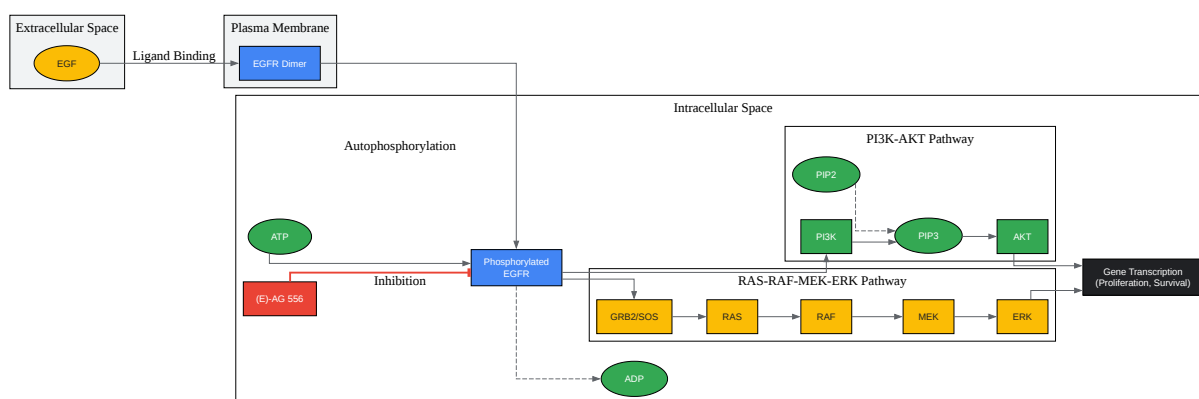 Extracellular Space
EGF
Ligand Binding
Plasma Membrane
EGFR Dimer
Intracellular Space
Autophosphorylation
ATP
Inhibition
(E)-AG 556
Phosphorylated
EGFR
ADP
PI3K-AKT Pathway
PIP2
PI3K
PIP3
AKT
RAS-RAF-MEK-ERK Pathway
GRB2/SOS
RAS
RAF
MEK
ERK
Gene Transcription
(Proliferation, Survival)